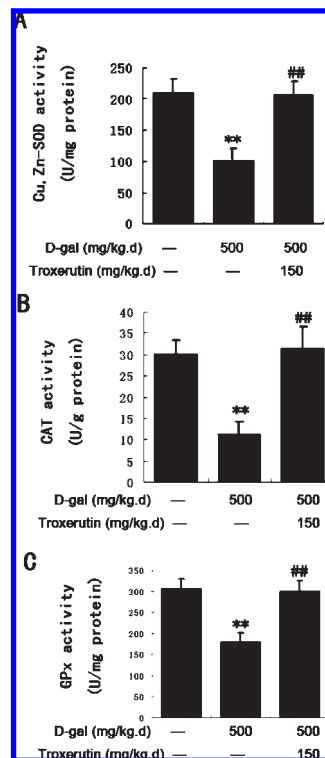 A
Cu, Zn-SOD activity
(U/mg protein)
250
200
150
100
50
0
**
##
D-gal (mg/kg.d) — 500 500
Troxerutin (mg/kg.d) — — 150
B
CAT activity
(U/g protein)
40
35
30
25
20
15
10
5
0
**
##
D-gal (mg/kg.d) — 500 500
Troxerutin (mg/kg.d) — — 150
C
GPx activity
(U/mg protein)
350
300
250
200
150
100
50
0
**
##
D-gal (mg/kg.d) — 500 500
Troxerutin (mg/kg.d) — — 150